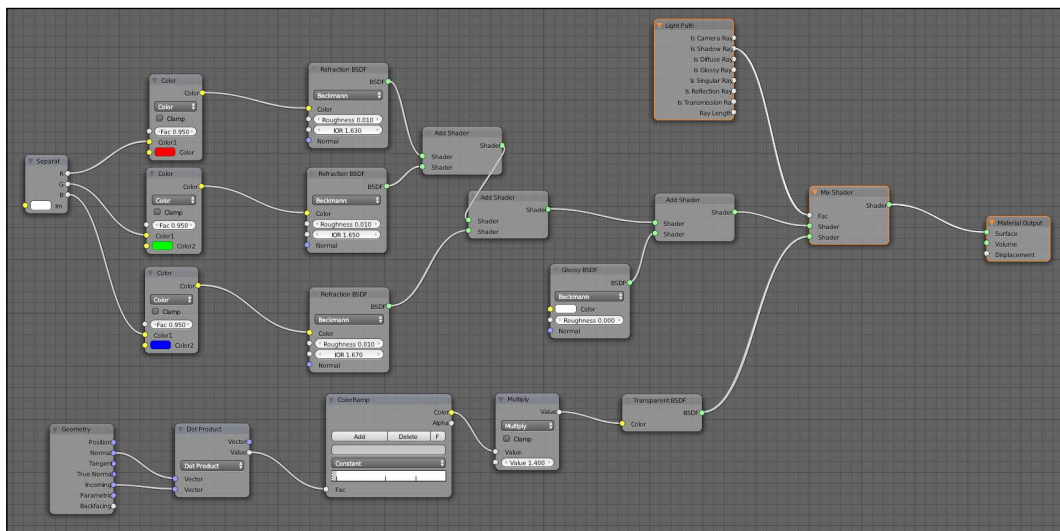 Light Path
Is Camera Ray
Is Shadow Ray
Is Diffuse Ray
Is Glossy Ray
Is Singular Ray
Is Reflection Ray
Is Transmission Ra
Ray Length
Color
Color
Color
Clamp
Fac 0.950
Color1
Color
Refraction BSDF
BSDF
Beckmann
Color
Roughness 0.010
IOR 1.630
Normal
Add Shader
Shader
Shader
Shader
Separat
R
G
B
Im
Color
Color
Color
Clamp
Fac 0.950
Color1
Color2
Refraction BSDF
BSDF
Beckmann
Color
Roughness 0.010
IOR 1.650
Normal
Add Shader
Shader
Shader
Shader
Add Shader
Shader
Shader
Shader
Mix Shader
Shader
Fac
Shader
Shader
Material Output
Surface
Volume
Displacement
Color
Color
Color
Clamp
Fac 0.950
Color1
Color2
Refraction BSDF
BSDF
Beckmann
Color
Roughness 0.010
IOR 1.670
Normal
Glossy BSDF
BSDF
Beckmann
Color
Roughness 0.000
Normal
Geometry
Position
Normal
Tangent
True Normal
Incoming
Parametric
Backfacing
Dot Product
Vector
Value
Dot Product
Vector
Vector
ColorRamp
Color
Alpha
Add Delete F
Constant
Fac
Multiply
Value
Multiply
Clamp
Value
Value 1.400
Transparent BSDF
BSDF
Color